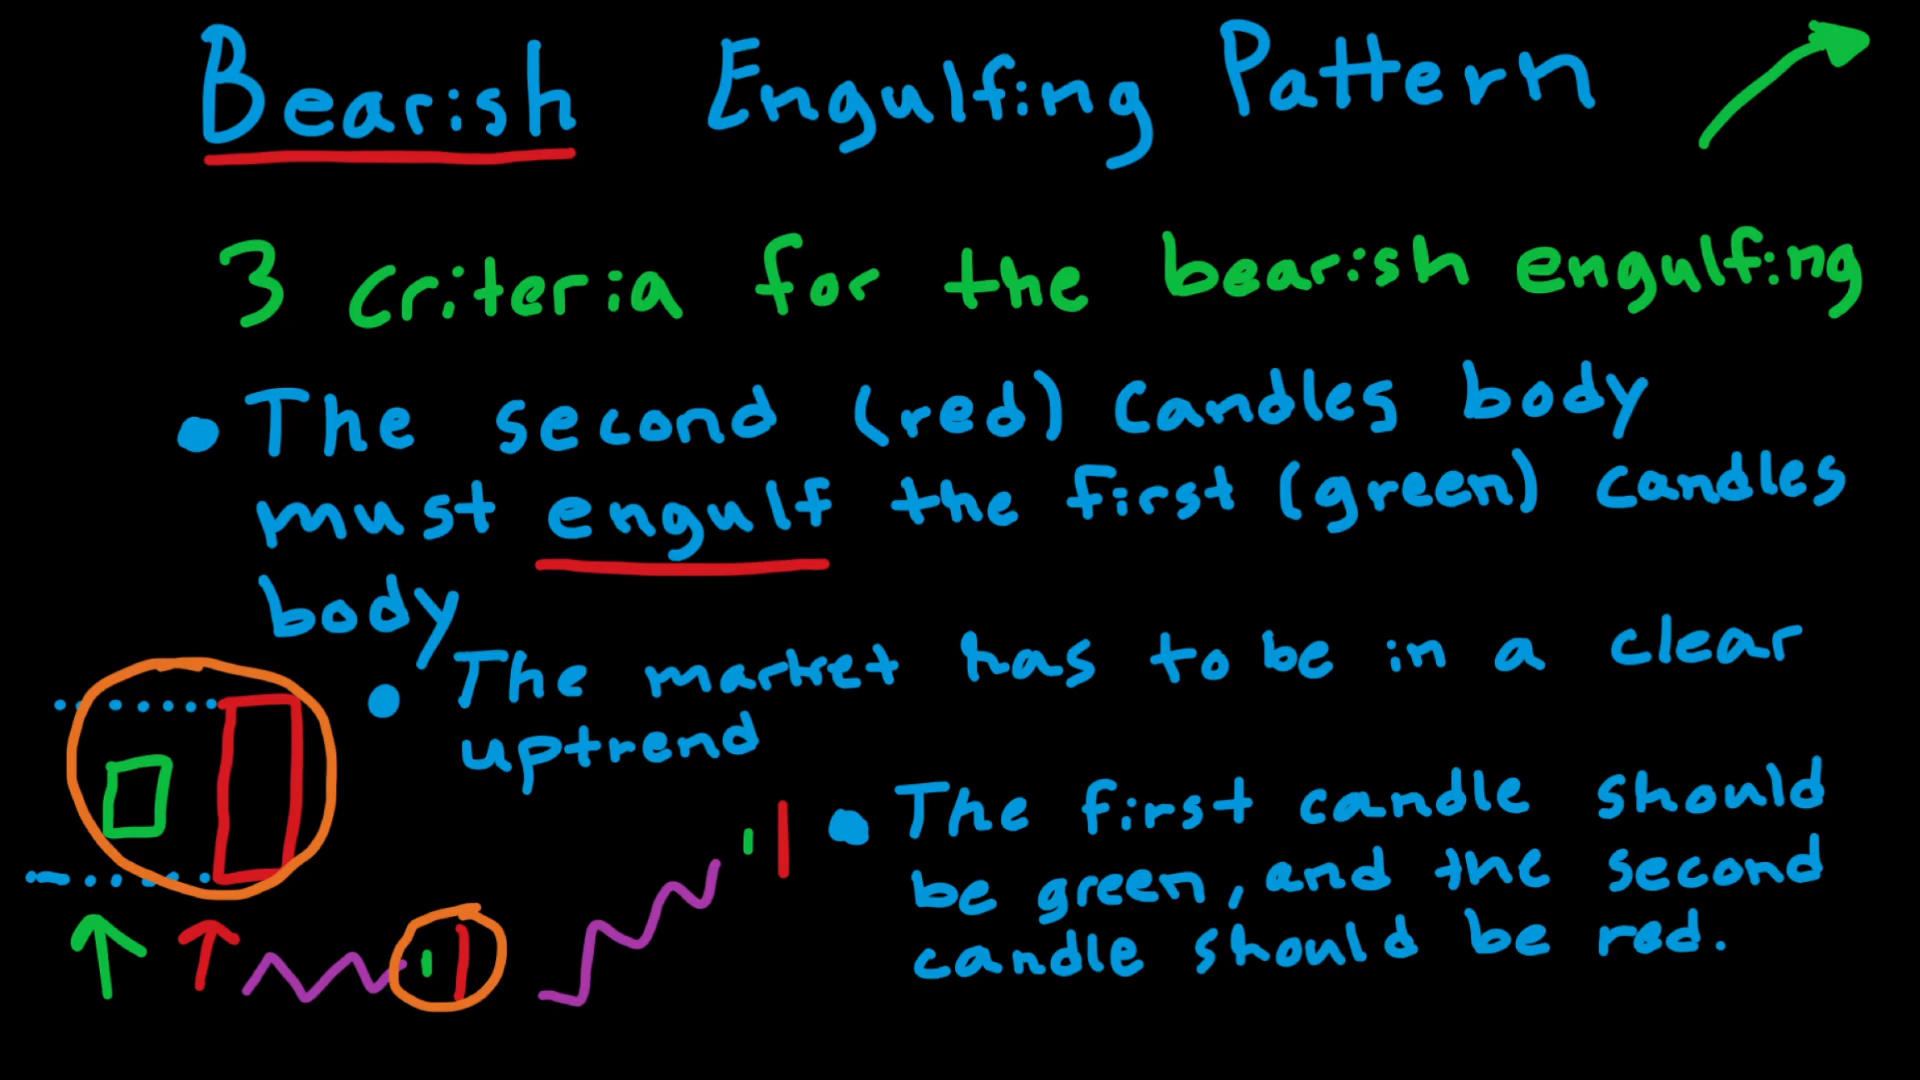 Bearish Engulfing Pattern
3 criteria for the bearish engulfing
• The second (red) candles body
must engulf the first (green) candles
body
• The market has to be in a clear
uptrend
• The first candle should
be green, and the second
candle should be red.